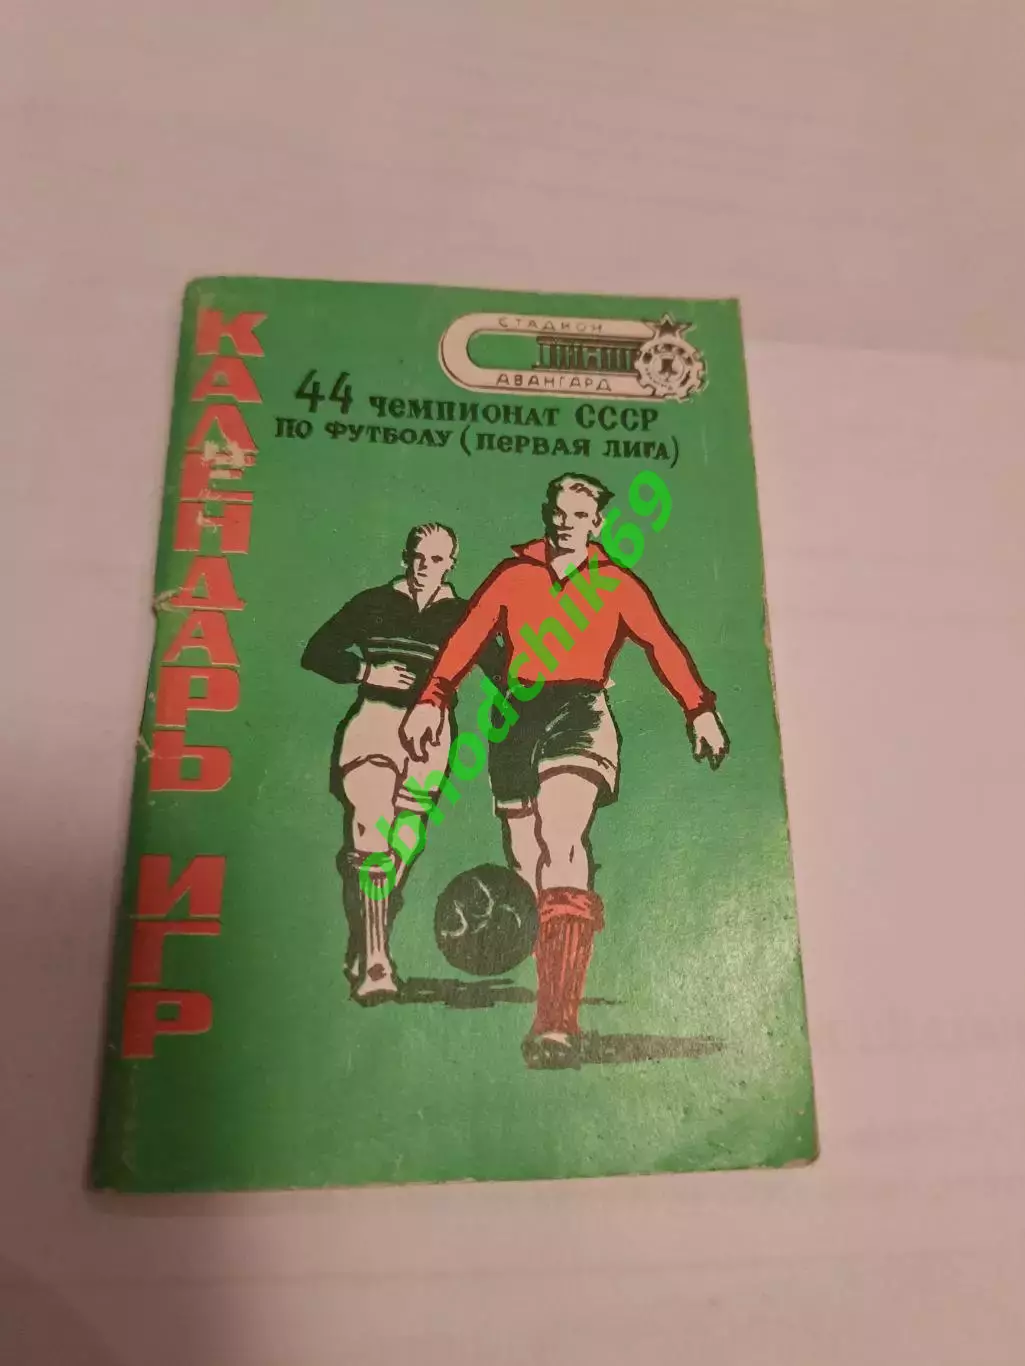 СТАДИОН
АВАНГАРД
44 ЧЕМПИОНАТ СССР
ПО ФУТБОЛУ (ПЕРВАЯ ЛИГА)
КАЛЕНДАРЬ ИГР
obhodchik69